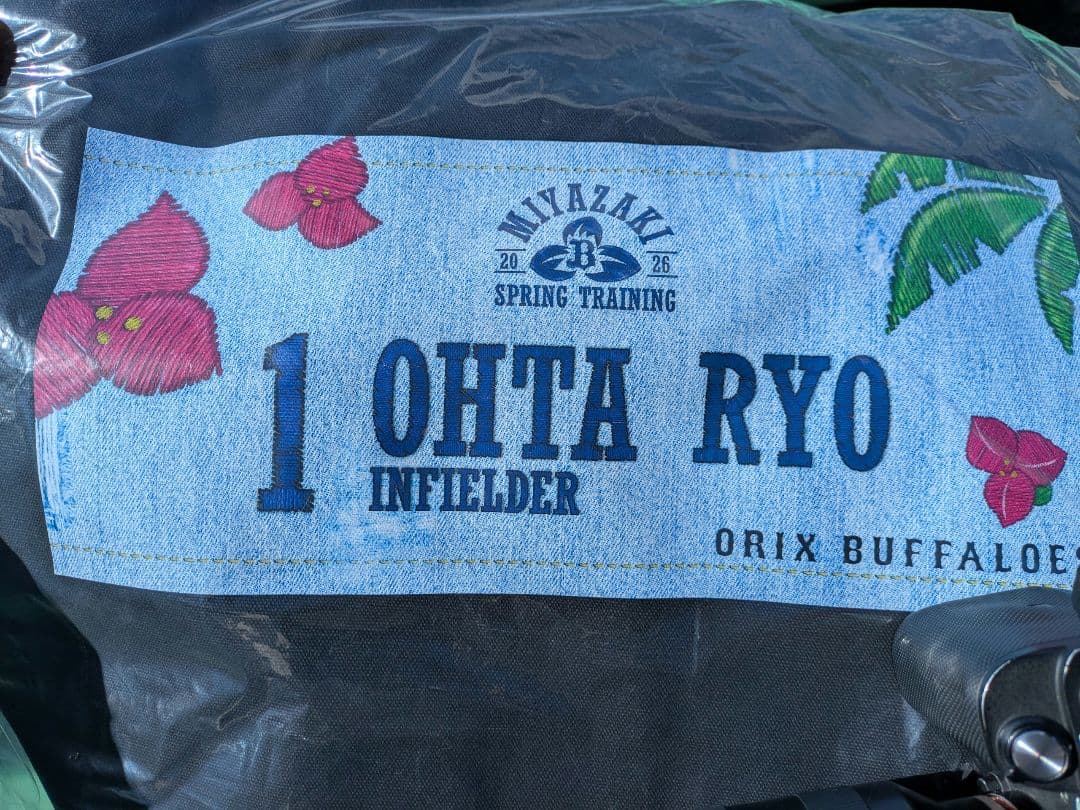 MIYAZAKI
20 B 26
SPRING TRAINING
1 OHTA RYO
INFIELDER
ORIX BUFFALOES